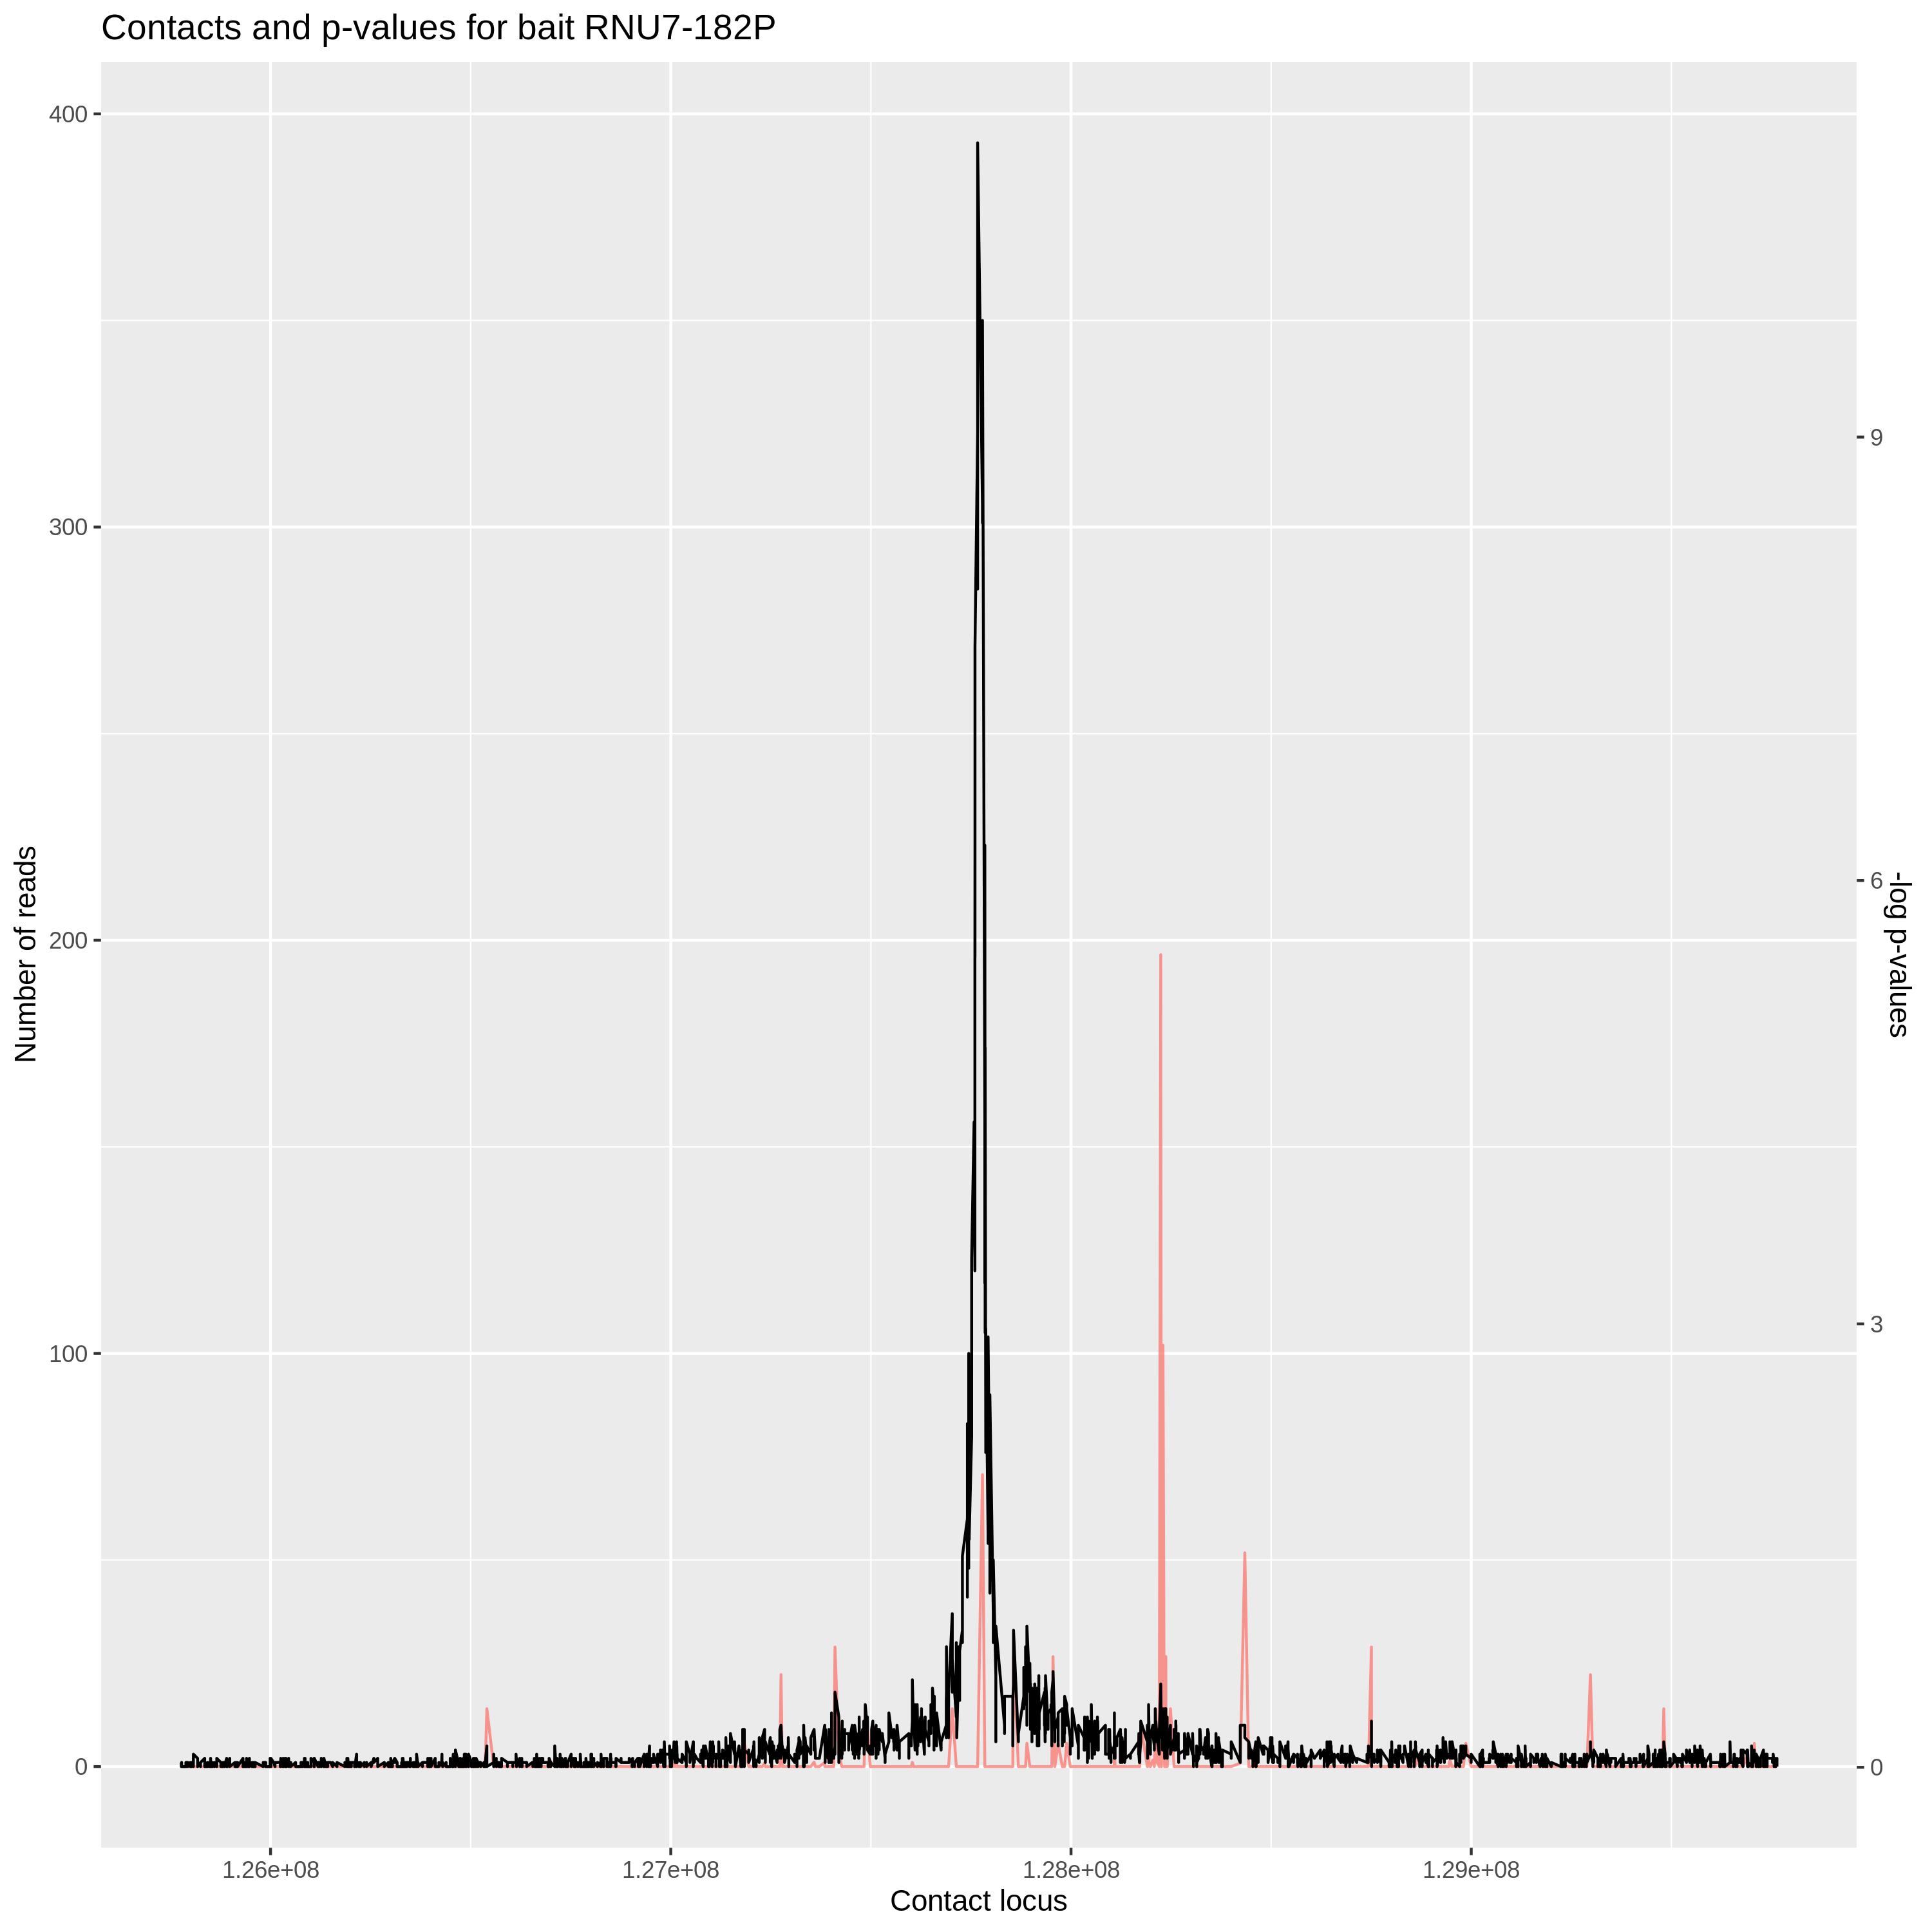 Contacts and p-values for bait RNU7-182P
400
300
200
100
0
Number of reads
9
6
3
0
-log p-values
1.26e+08
1.27e+08
1.28e+08
1.29e+08
Contact locus